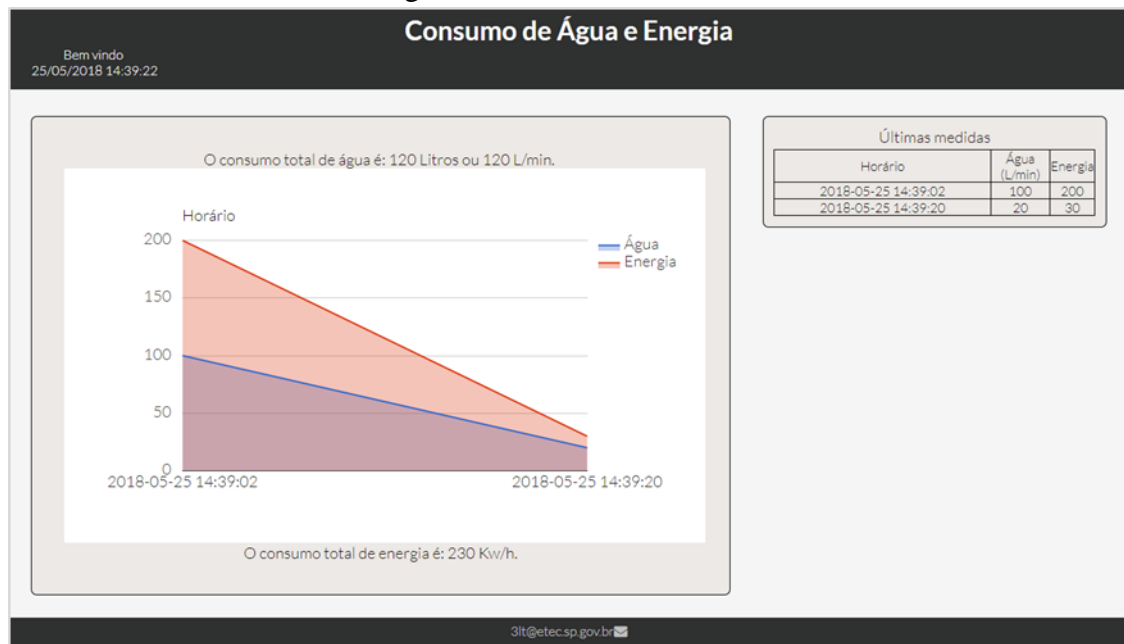 Consumo de Água e Energia
Bem vindo
25/05/2018 14:39:22
O consumo total de água é: 120 Litros ou 120 L/min.
Horário
200
150
100
50
0
2018-05-25 14:39:02
2018-05-25 14:39:20
Água
Energia
O consumo total de energia é: 230 Kw/h.
Últimas medidas
Horário Água (L/min) Energia
2018-05-25 14:39:02 100 200
2018-05-25 14:39:20 20 30
3lt@etec.sp.gov.br